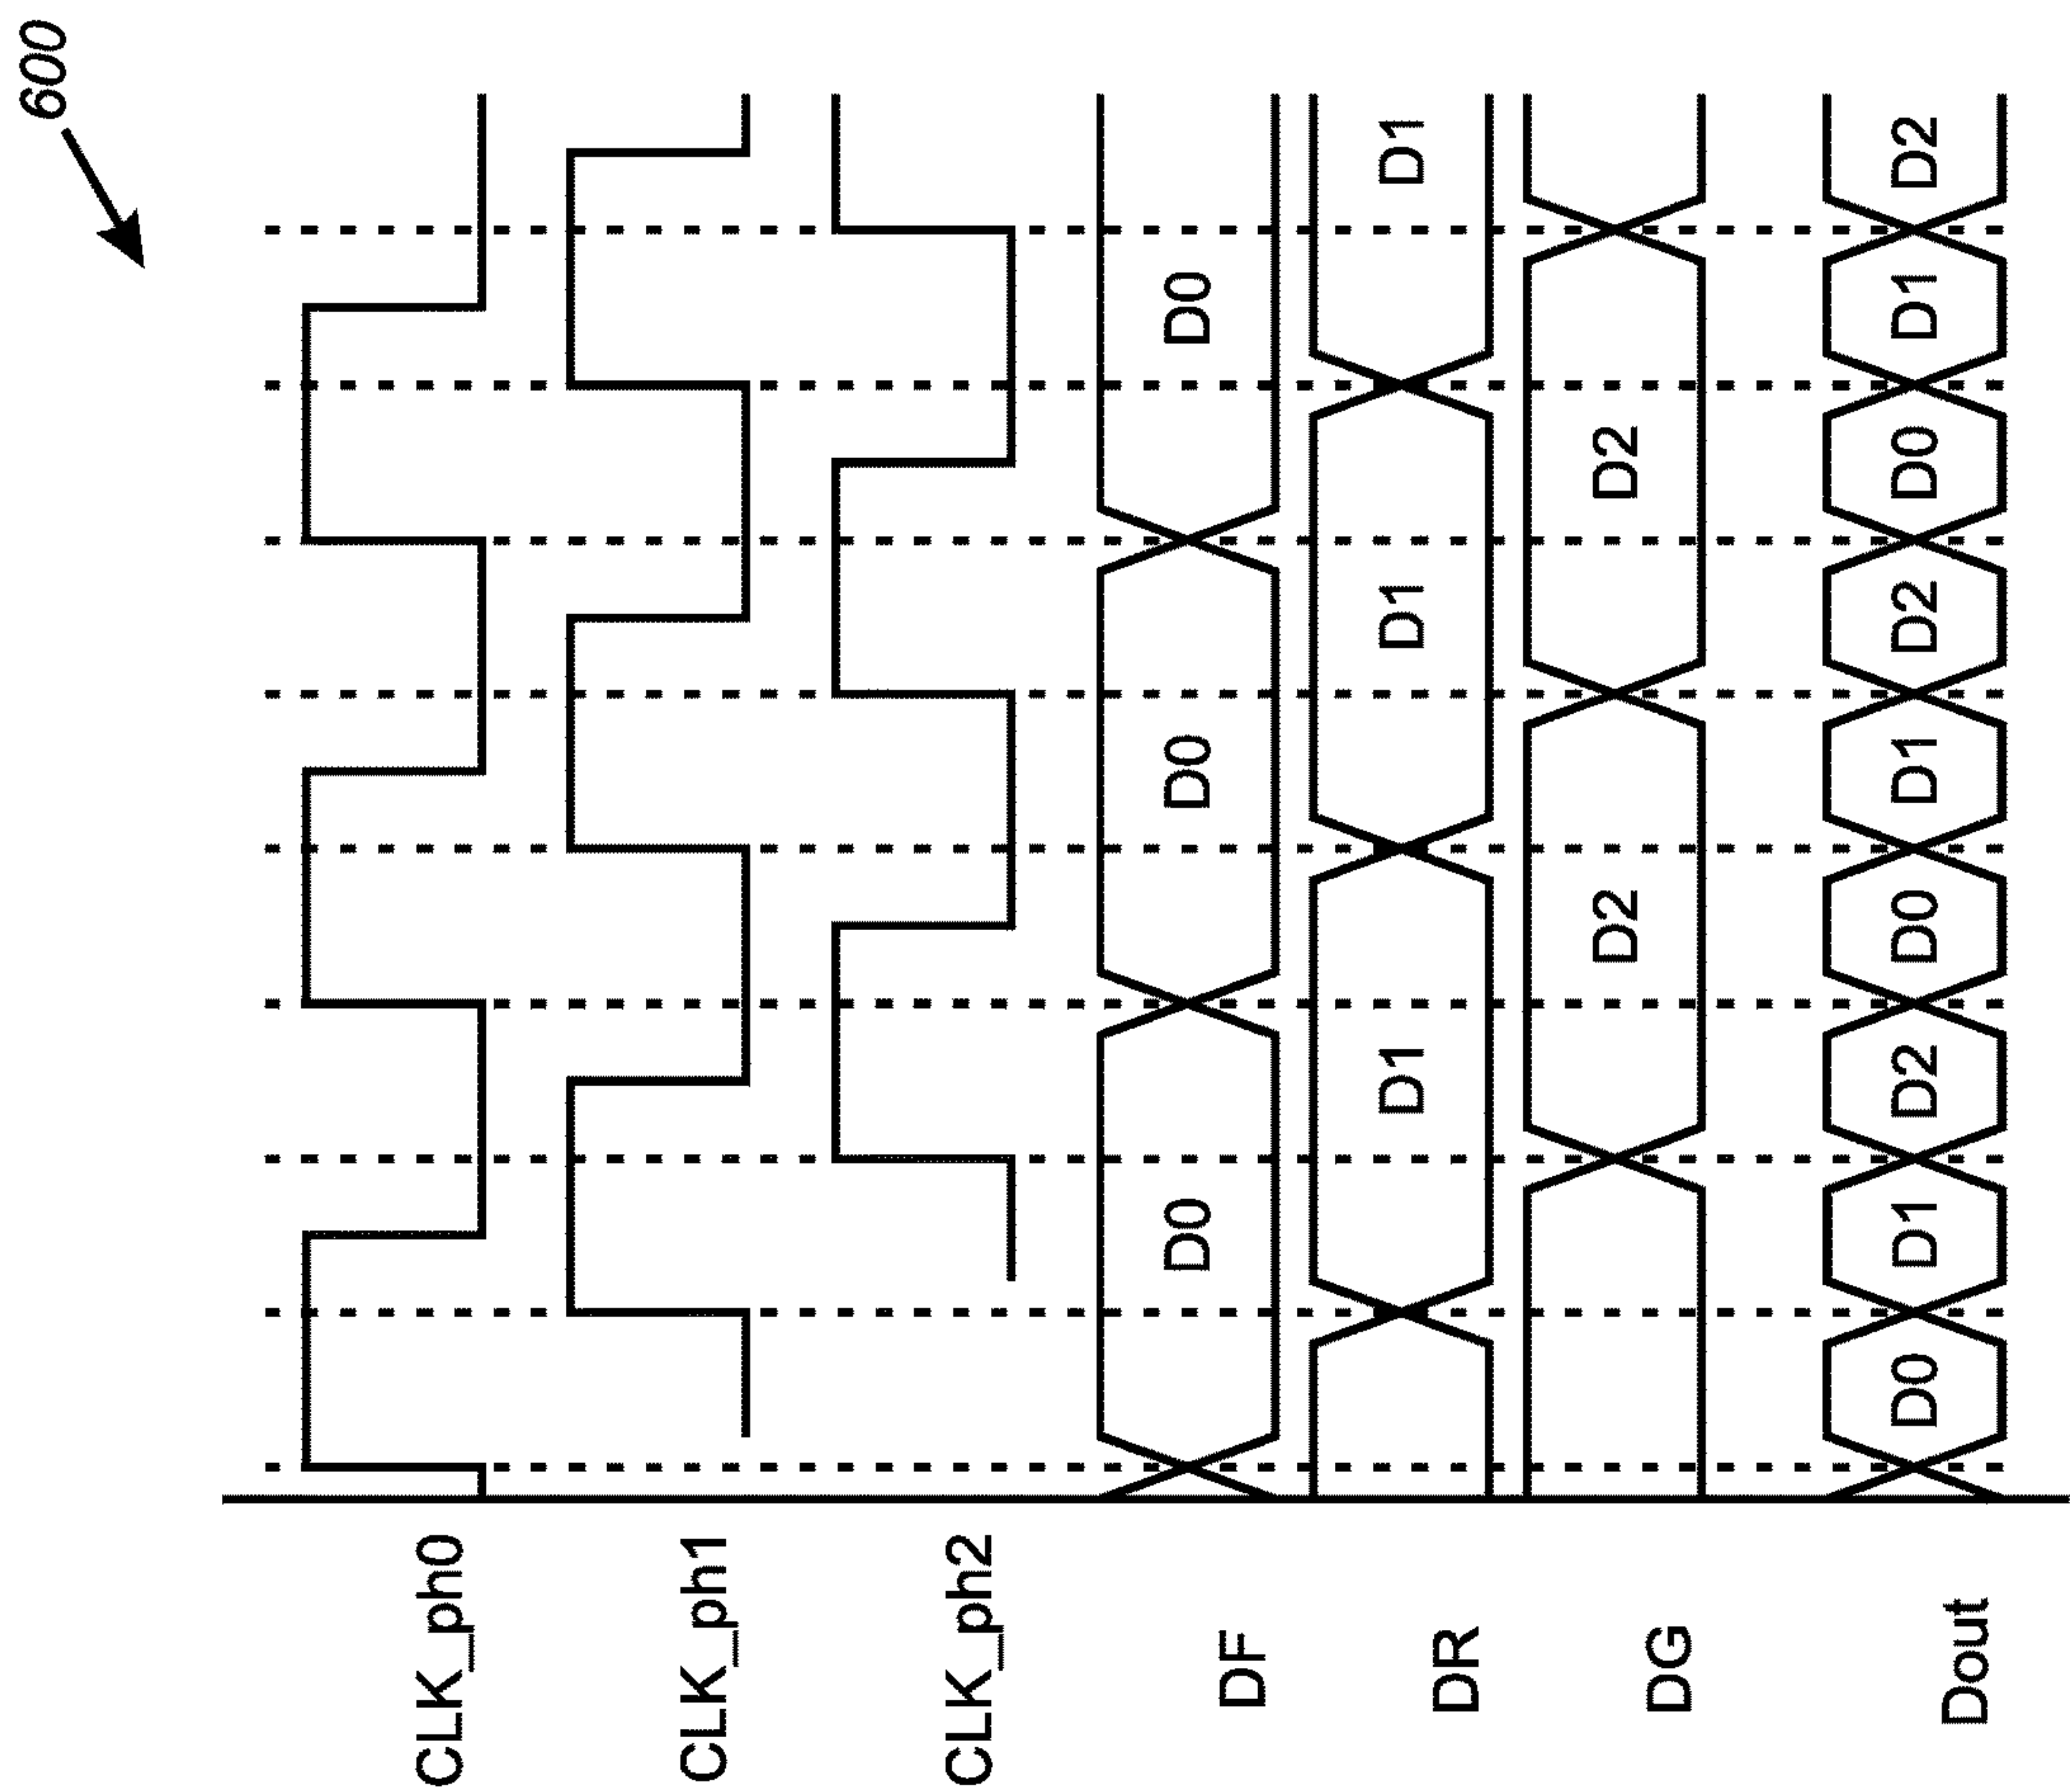 600
CLK_ph0
CLK_ph1
CLK_ph2
DF D0 D0 D0
DR D1 D1 D1
DG D2 D2
Dout D0 D1 D2 D0 D1 D2 D0 D1 D2